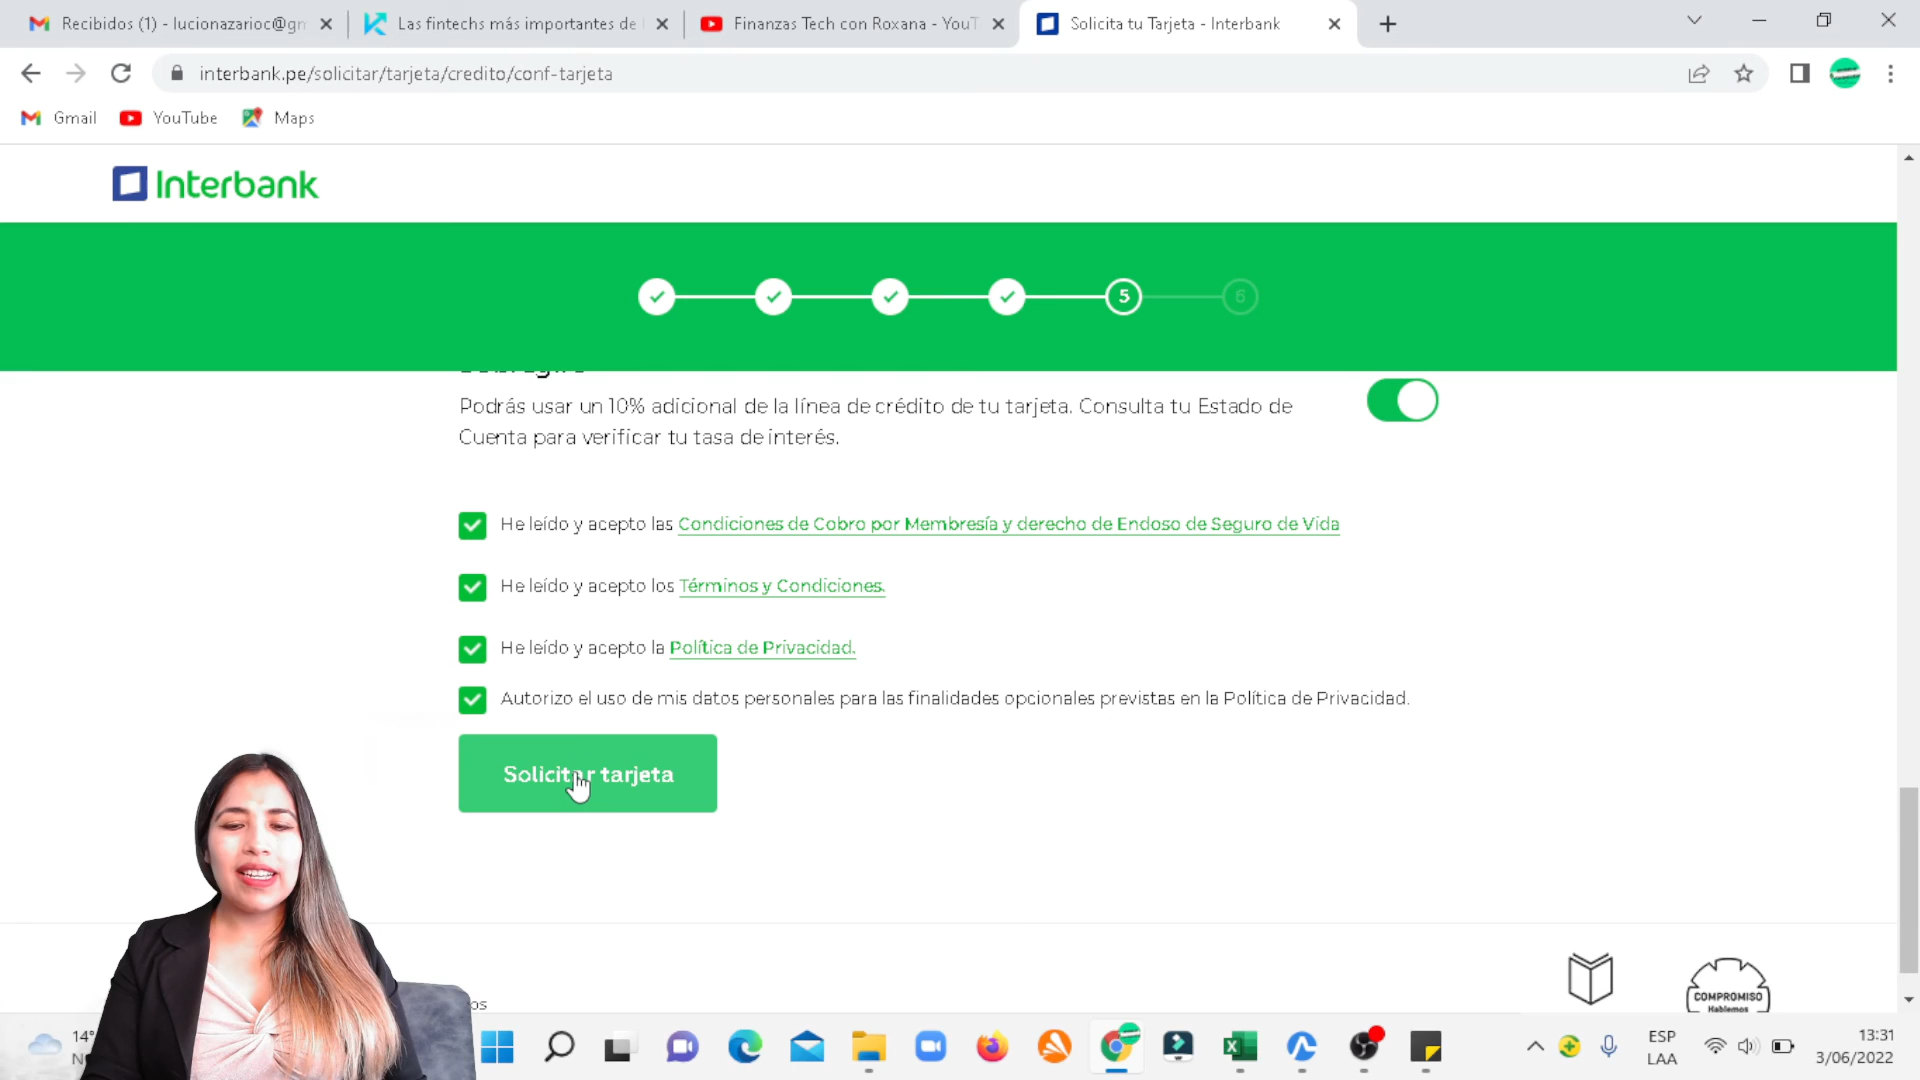 Recibidos (1) - lucionazarioc@gm
Las fintechs más importantes de
Finanzas Tech con Roxana - YouT
Solicita tu Tarjeta - Interbank
interbank.pe/solicitar/tarjeta/credito/conf-tarjeta
Gmail
YouTube
Maps
Interbank
5
6
Podrás usar un 10% adicional de la línea de crédito de tu tarjeta. Consulta tu Estado de
Cuenta para verificar tu tasa de interés.
He leído y acepto las Condiciones de Cobro por Membresía y derecho de Endoso de Seguro de Vida
He leído y acepto los Términos y Condiciones.
He leído y acepto la Política de Privacidad.
Autorizo el uso de mis datos personales para las finalidades opcionales previstas en la Política de Privacidad.
Solicitar tarjeta
os
COMPROMISO
Hablemos
14°
ESP
LAA
13:31
3/06/2022